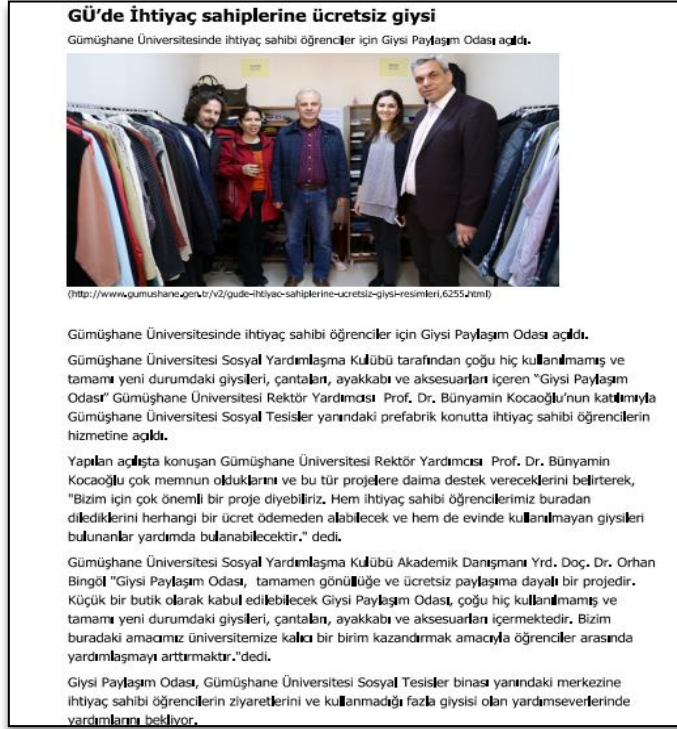 GÜ’de İhtiyaç sahiplerine ücretsiz giysi
Gümüşhane Üniversitesinde ihtiyaç sahibi öğrenciler için Giysi Paylaşım Odası açıldı.
(http://www.gumushane.gen.tr/v2/gude-ihtiyac-sahiplerine-ucretsiz-giysi-resimleri,6255.html)
Gümüşhane Üniversitesinde ihtiyaç sahibi öğrenciler için Giysi Paylaşım Odası açıldı.
Gümüşhane Üniversitesi Sosyal Yardımlaşma Kulübü tarafından çoğu hiç kullanılmamış ve
tamamı yeni durumdaki giysileri, çantaları, ayakkabı ve aksesuarları içeren “Giysi Paylaşım
Odası” Gümüşhane Üniversitesi Rektör Yardımcısı Prof. Dr. Bünyamin Kocaoğlu’nun katılımıyla
Gümüşhane Üniversitesi Sosyal Tesisler yanındaki prefabrik konutta ihtiyaç sahibi öğrencilerin
hizmetine açıldı.
Yapılan açılışta konuşan Gümüşhane Üniversitesi Rektör Yardımcısı Prof. Dr. Bünyamin
Kocaoğlu çok memnun olduklarını ve bu tür projelere daima destek vereceklerini belirterek,
"Bizim için çok önemli bir proje diyebiliriz. Hem ihtiyaç sahibi öğrencilerimiz buradan
dilediklerini herhangi bir ücret ödemeden alabilecek ve hem de evinde kullanılmayan giysileri
bulunanlar yardımda bulanabilecektir." dedi.
Gümüşhane Üniversitesi Sosyal Yardımlaşma Kulübü Akademik Danışmanı Yrd. Doç. Dr. Orhan
Bingöl "Giysi Paylaşım Odası, tamamen gönüllüğe ve ücretsiz paylaşıma dayalı bir projedir.
Küçük bir butik olarak kabul edilebilecek Giysi Paylaşım Odası, çoğu hiç kullanılmamış ve
tamamı yeni durumdaki giysileri, çantaları, ayakkabı ve aksesuarları içermektedir. Bizim
buradaki amacımız üniversitemize kalıcı bir birim kazandırmak amacıyla öğrenciler arasında
yardımlaşmayı arttırmaktır."dedi.
Giysi Paylaşım Odası, Gümüşhane Üniversitesi Sosyal Tesisler binası yanındaki merkezine
ihtiyaç sahibi öğrencilerin ziyaretlerini ve kullanmadığı fazla giysisi olan yardımseverlerinde
yardımlarını bekliyor.